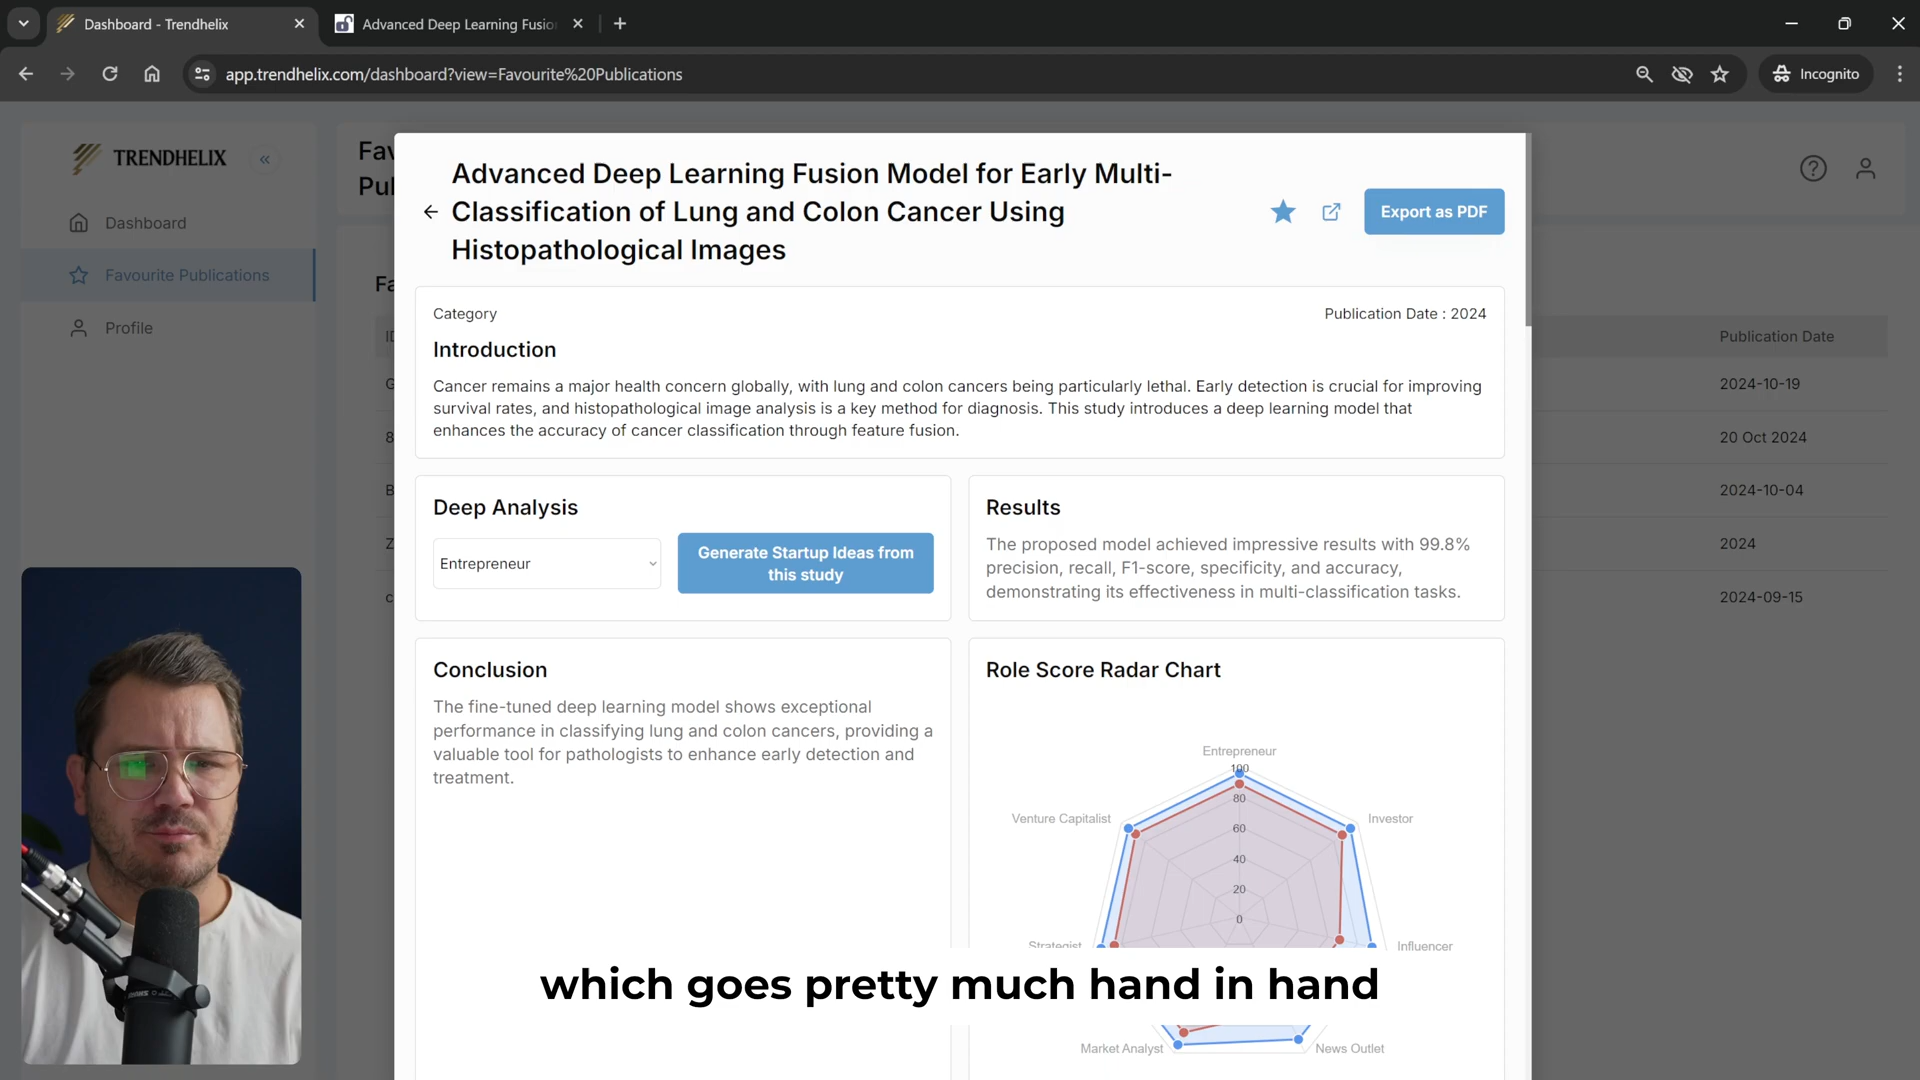 Dashboard - Trendhelix
Advanced Deep Learning Fusio
app.trendhelix.com/dashboard?view=Favourite%20Publications
Incognito
TRENDHELIX
Dashboard
Favourite Publications
Profile
Fav
Pul
Fa
ID
G
8
B
Z
c
Advanced Deep Learning Fusion Model for Early Multi-
Classification of Lung and Colon Cancer Using
Histopathological Images
Export as PDF
Category
Publication Date : 2024
Introduction
Cancer remains a major health concern globally, with lung and colon cancers being particularly lethal. Early detection is crucial for improving
survival rates, and histopathological image analysis is a key method for diagnosis. This study introduces a deep learning model that
enhances the accuracy of cancer classification through feature fusion.
Deep Analysis
Entrepreneur
Generate Startup Ideas from
this study
Results
The proposed model achieved impressive results with 99.8%
precision, recall, F1-score, specificity, and accuracy,
demonstrating its effectiveness in multi-classification tasks.
Conclusion
The fine-tuned deep learning model shows exceptional
performance in classifying lung and colon cancers, providing a
valuable tool for pathologists to enhance early detection and
treatment.
Role Score Radar Chart
Entrepreneur
100
80
60
40
20
0
Venture Capitalist
Investor
Strategist
Influencer
Market Analyst
News Outlet
Publication Date
2024-10-19
20 Oct 2024
2024-10-04
2024
2024-09-15
which goes pretty much hand in hand